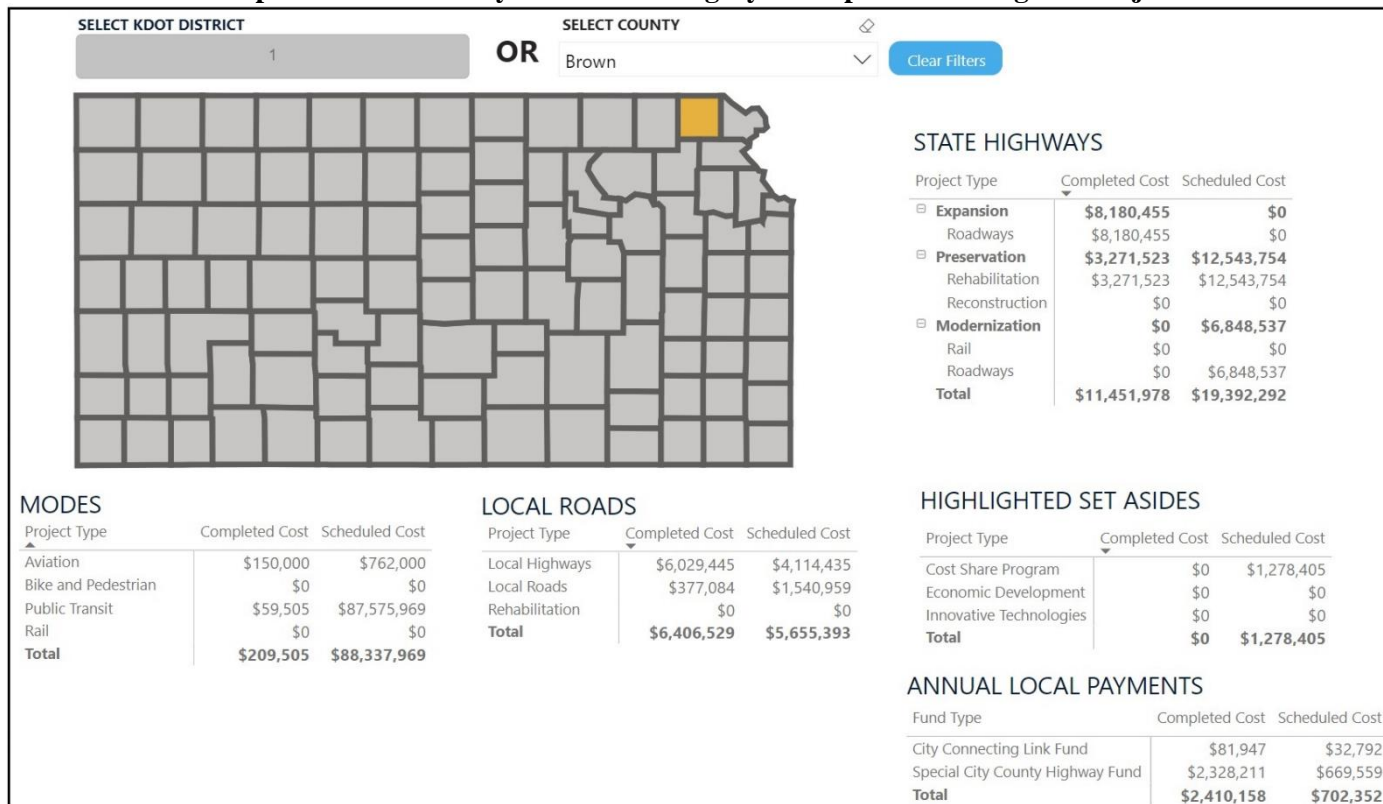 SELECT KDOT DISTRICT
1
OR
SELECT COUNTY
Brown
Clear Filters
STATE HIGHWAYS
Project Type Completed Cost Scheduled Cost
Expansion $8,180,455 $0
Roadways $8,180,455 $0
Preservation $3,271,523 $12,543,754
Rehabilitation $3,271,523 $12,543,754
Reconstruction $0 $0
Modernization $0 $6,848,537
Rail $0 $0
Roadways $0 $6,848,537
Total $11,451,978 $19,392,292
MODES
Project Type Completed Cost Scheduled Cost
Aviation $150,000 $762,000
Bike and Pedestrian $0 $0
Public Transit $59,505 $87,575,969
Rail $0 $0
Total $209,505 $88,337,969
LOCAL ROADS
Project Type Completed Cost Scheduled Cost
Local Highways $6,029,445 $4,114,435
Local Roads $377,084 $1,540,959
Rehabilitation $0 $0
Total $6,406,529 $5,655,393
HIGHLIGHTED SET ASIDES
Project Type Completed Cost Scheduled Cost
Cost Share Program $0 $1,278,405
Economic Development $0 $0
Innovative Technologies $0 $0
Total $0 $1,278,405
ANNUAL LOCAL PAYMENTS
Fund Type Completed Cost Scheduled Cost
City Connecting Link Fund $81,947 $32,792
Special City County Highway Fund $2,328,211 $669,559
Total $2,410,158 $702,352